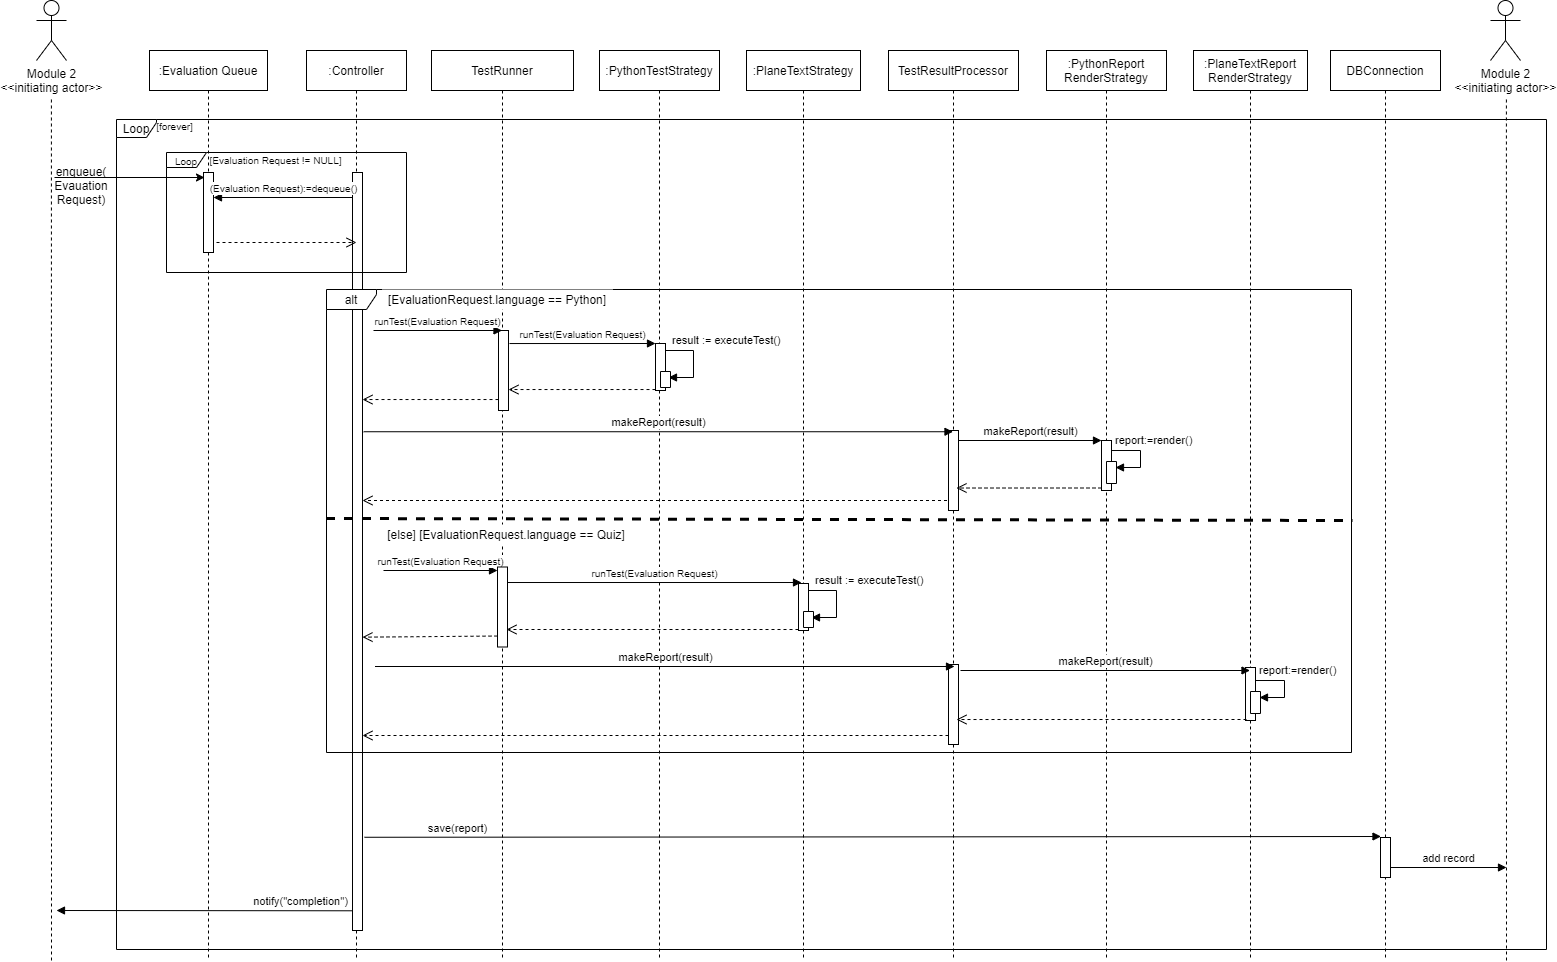 Module 2
<<initiating actor>>
:Evaluation Queue
:Controller
TestRunner
:PythonTestStrategy
:PlaneTextStrategy
TestResultProcessor
:PythonReport
RenderStrategy
:PlaneTextReport
RenderStrategy
DBConnection
Module 2
<<initiating actor>>
Loop
[forever]
Loop
[Evaluation Request != NULL]
enqueue(
Evauation
Request)
(Evaluation Request):=dequeue()
alt
[EvaluationRequest.language == Python]
runTest(Evaluation Request)
runTest(Evaluation Request)
result := executeTest()
makeReport(result)
makeReport(result)
report:=render()
[else] [EvaluationRequest.language == Quiz]
runTest(Evaluation Request)
runTest(Evaluation Request)
result := executeTest()
makeReport(result)
makeReport(result)
report:=render()
save(report)
add record
notify("completion")